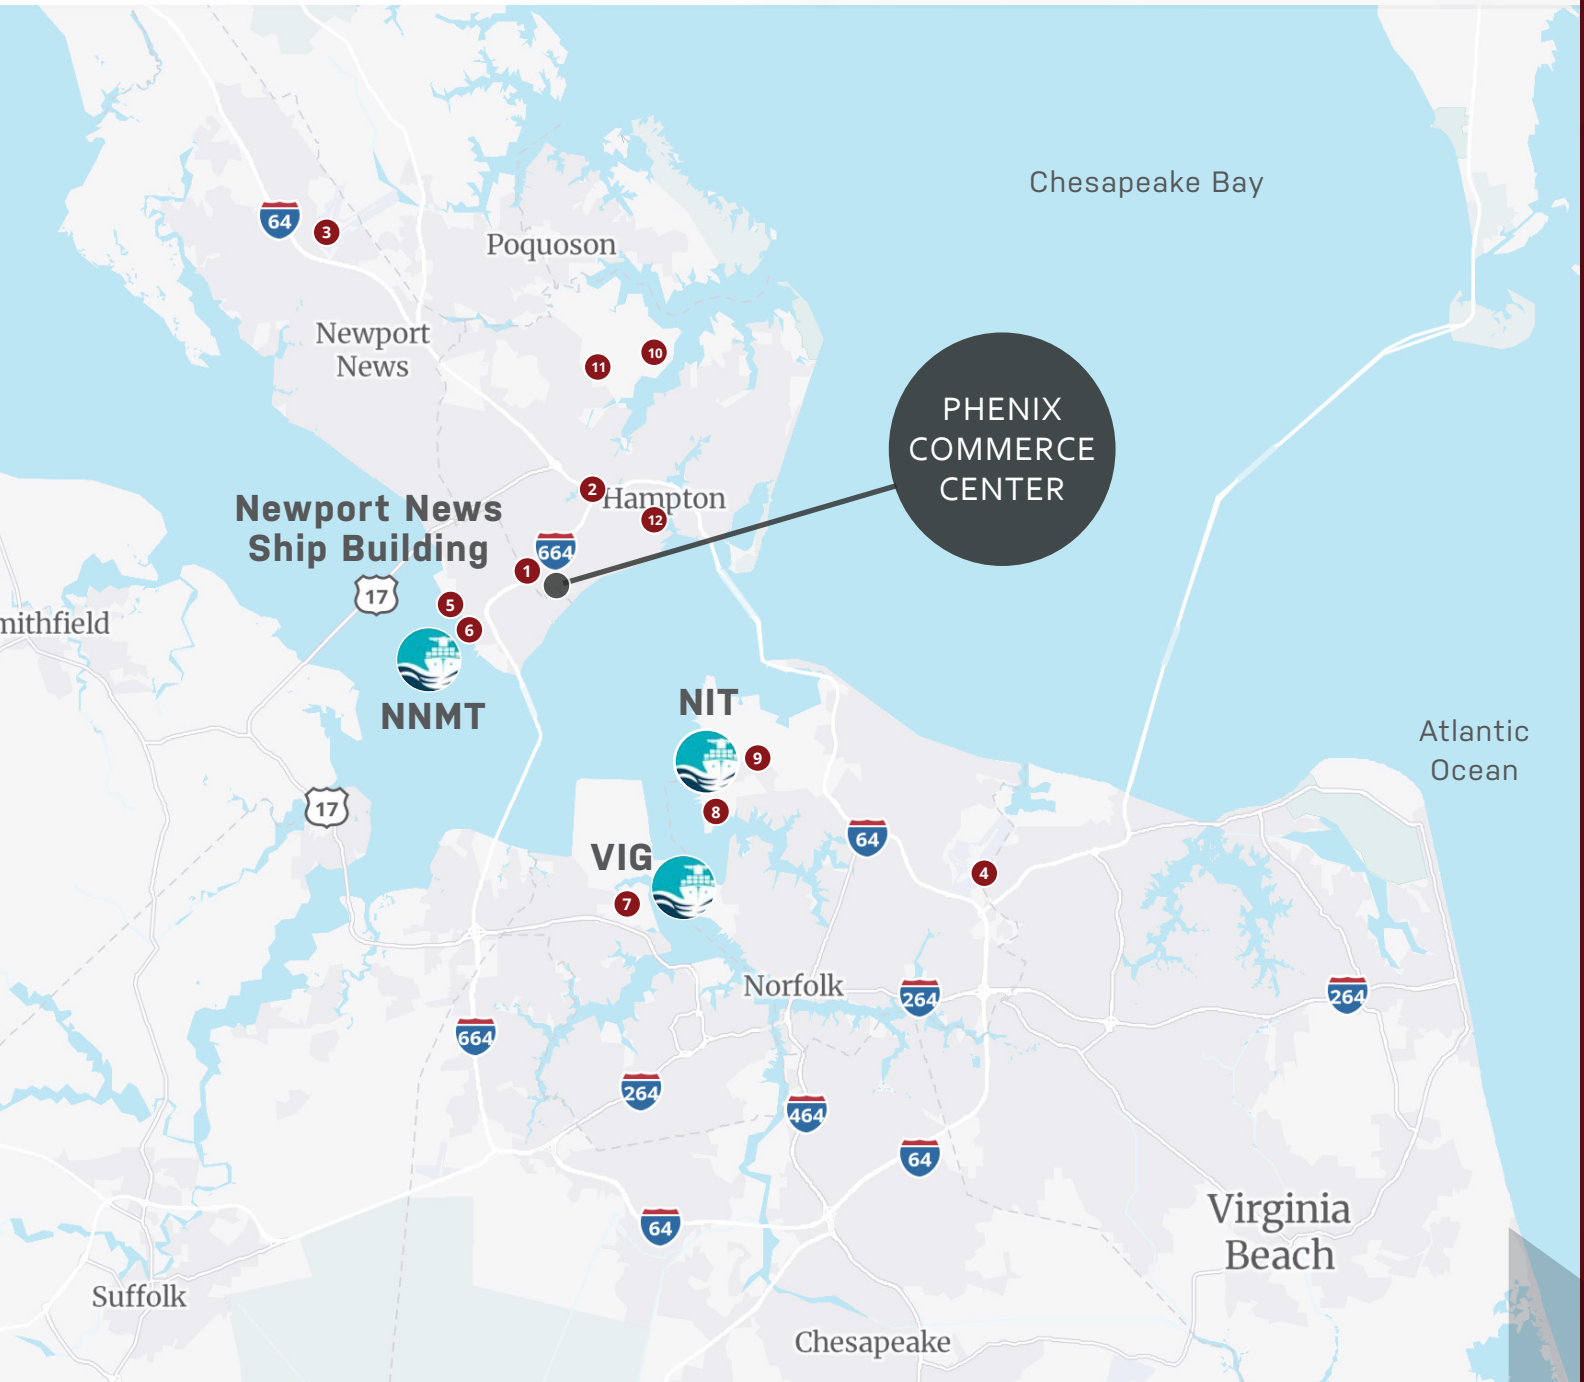 Chesapeake Bay
64
3
Poquoson
Newport
News
10
11
PHENIX
COMMERCE
CENTER
2
Hampton
Newport News
Ship Building
12
664
1
17
5
mithfield
6
NNMT
NIT
Atlantic
Ocean
9
17
8
64
VIG
4
7
Norfolk
264
264
664
264
464
64
Virginia
Beach
64
Suffolk
Chesapeake